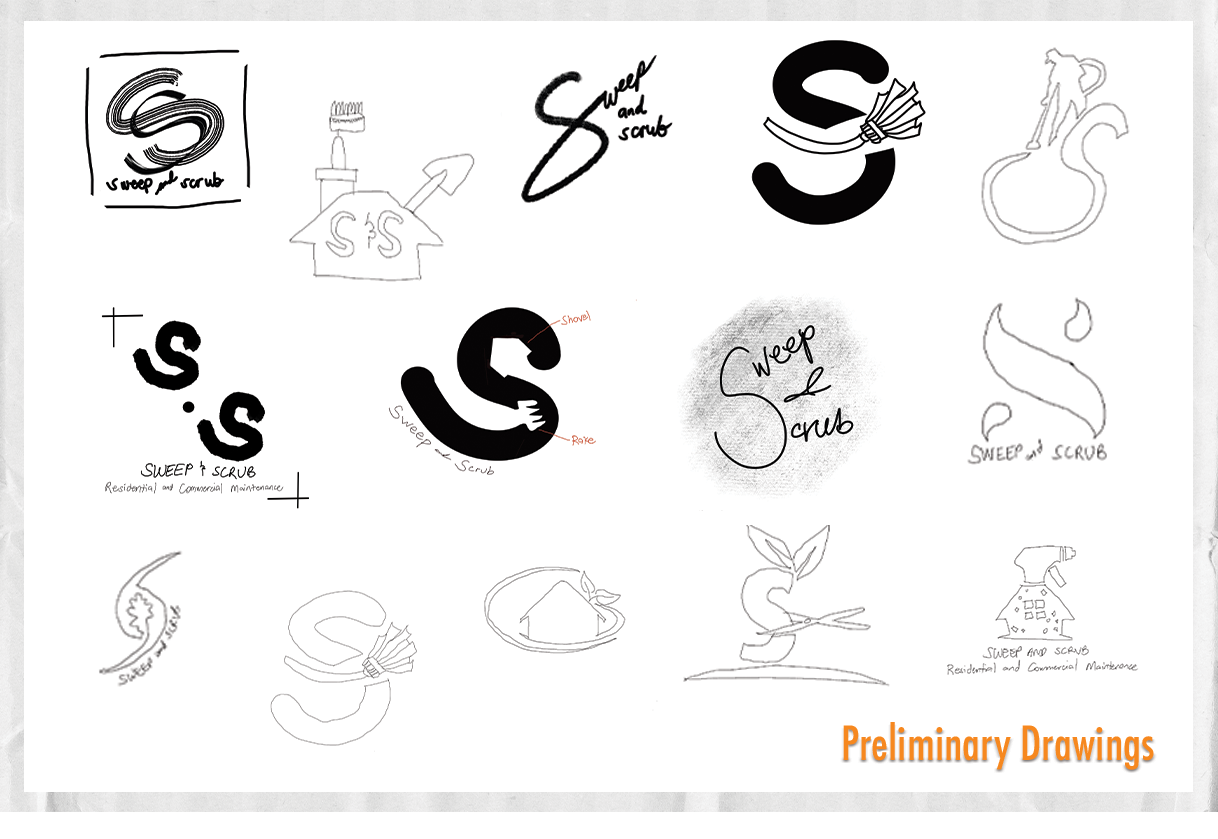 Sweep and scrub
S & S
Sweep
and
scrub
S
S
S . S
SWEEP & SCRUB
Residential and Commercial Maintenance
S
Shovel
Rake
Sweep and Scrub
Sweep
&
Scrub
S
SWEEP and SCRUB
SWEEP and SCRUB
S
S
SWEEP AND SCRUB
Residential and Commercial Maintenance
Preliminary Drawings